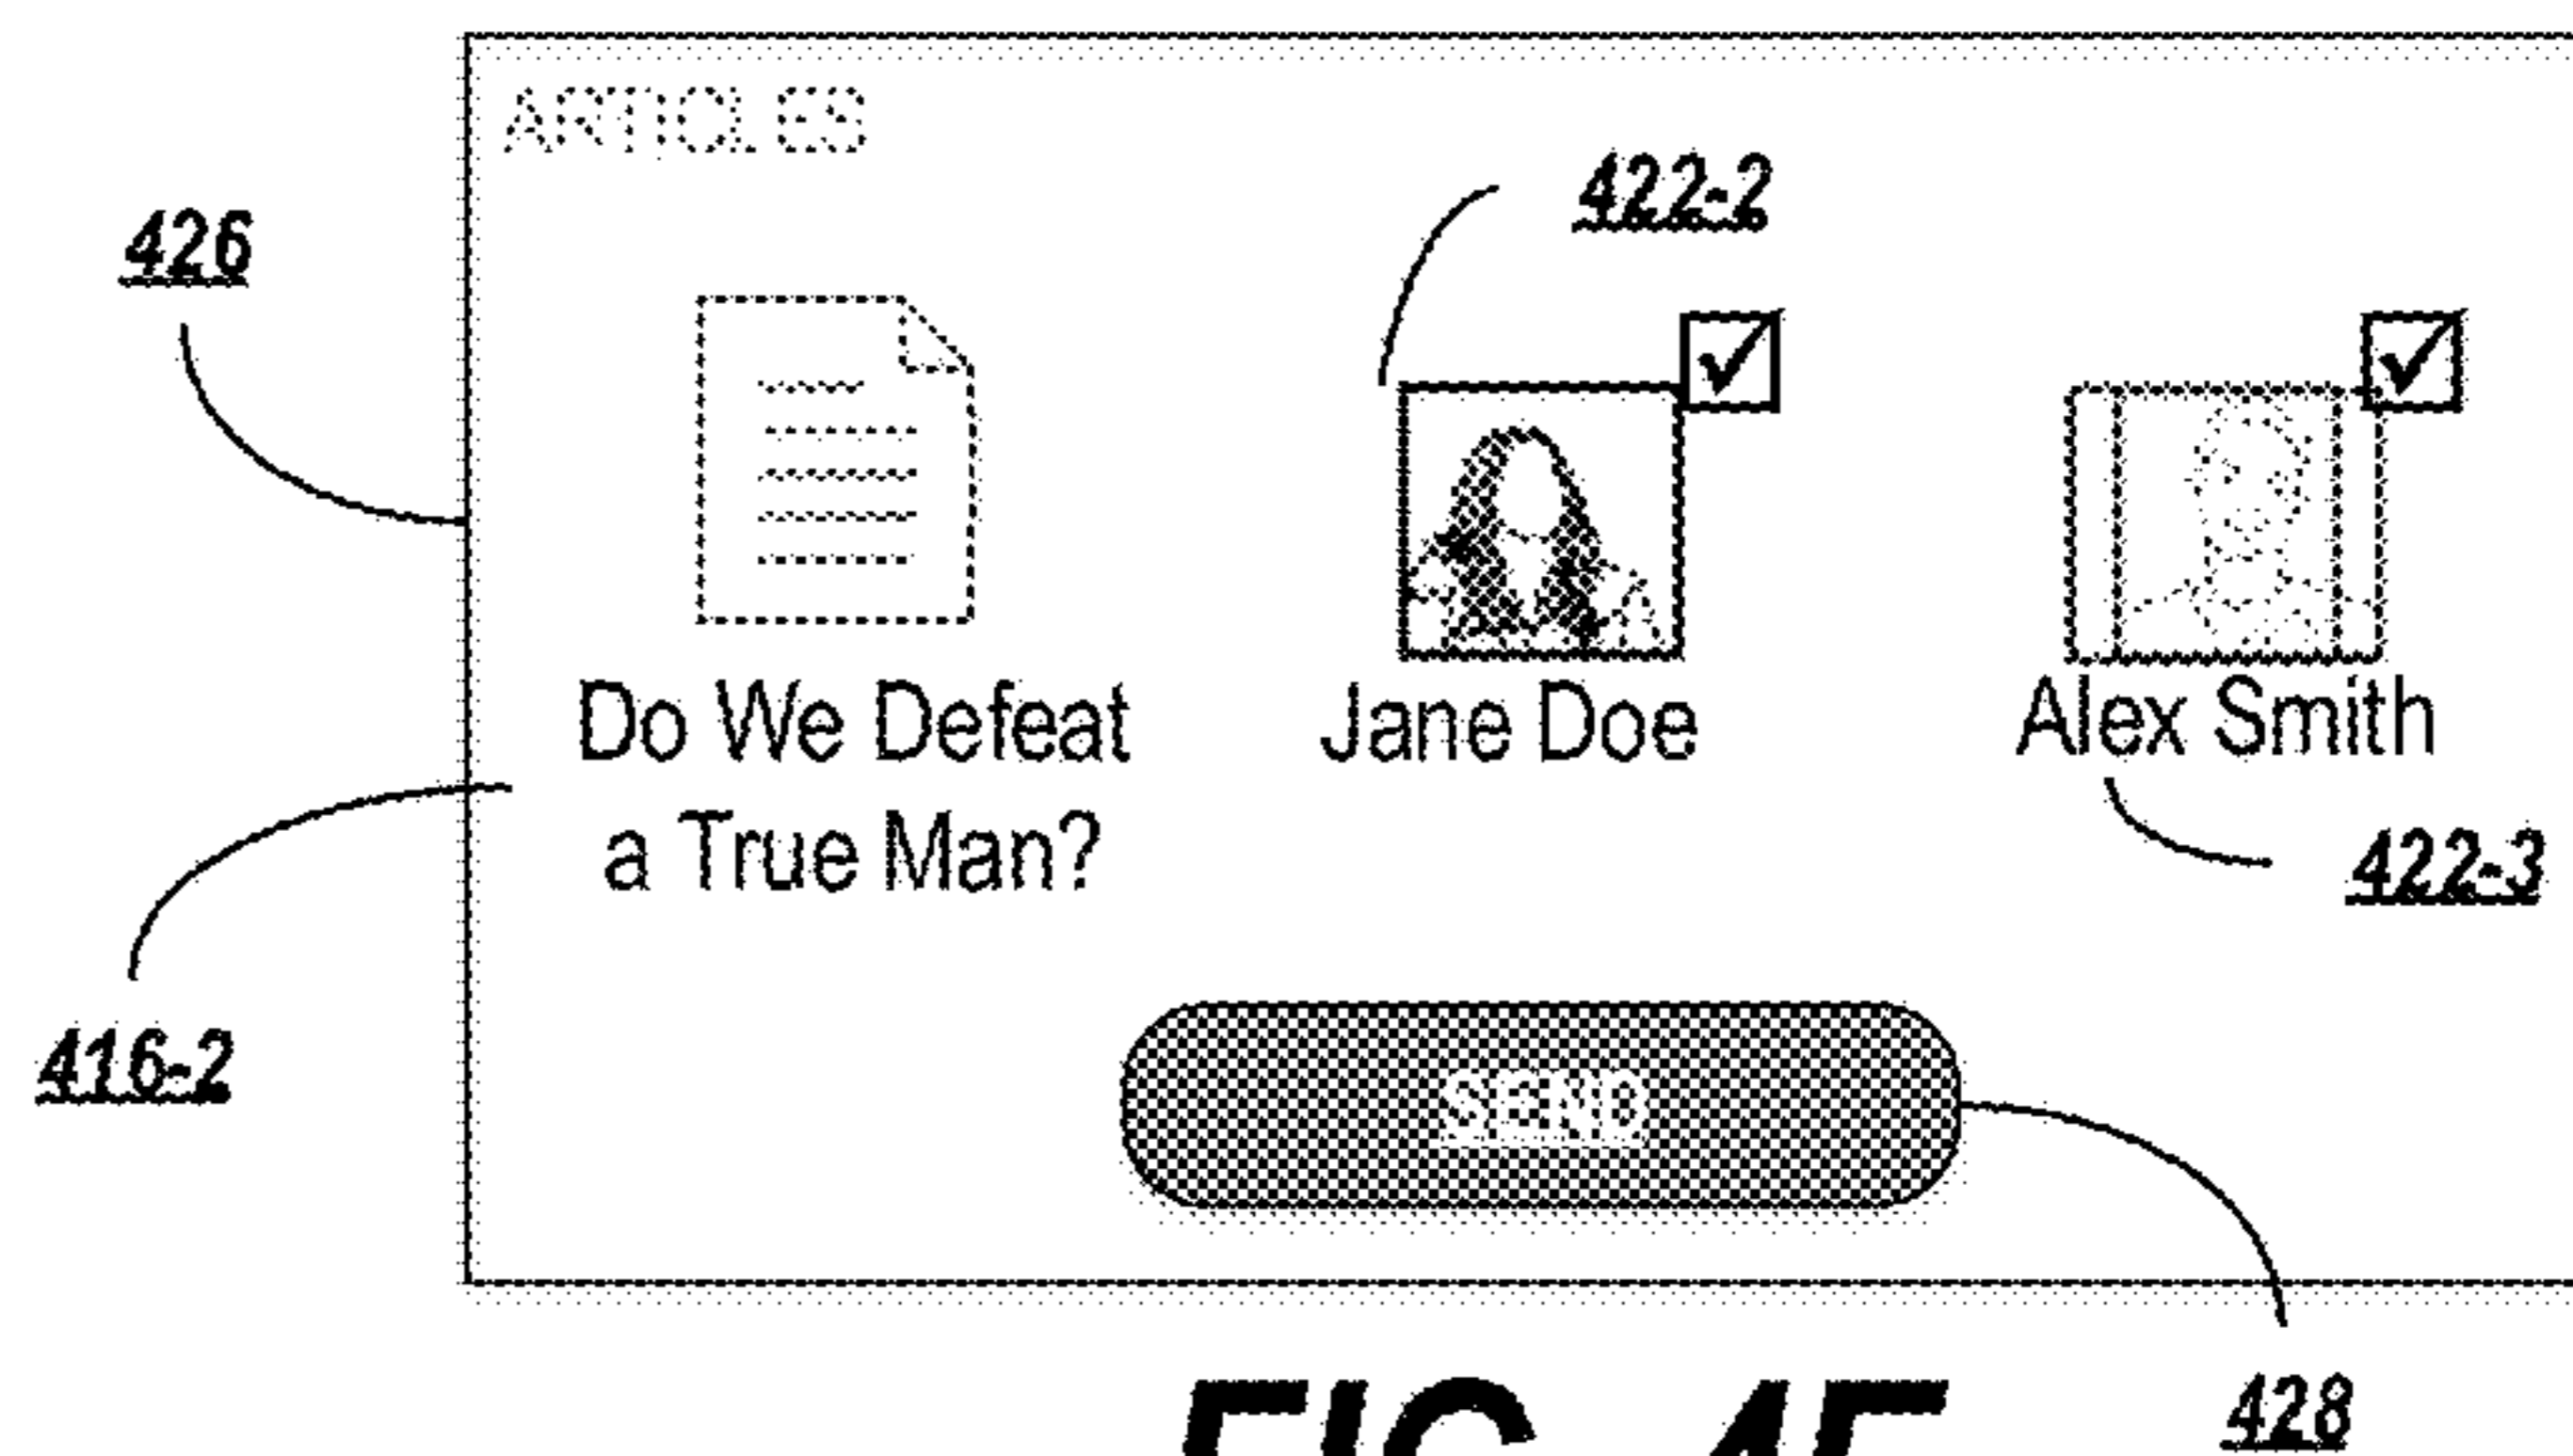 ARTICLES
422-2
426
Do We Defeat
a True Man?
Jane Doe
Alex Smith
422-3
416-2
SEND
428